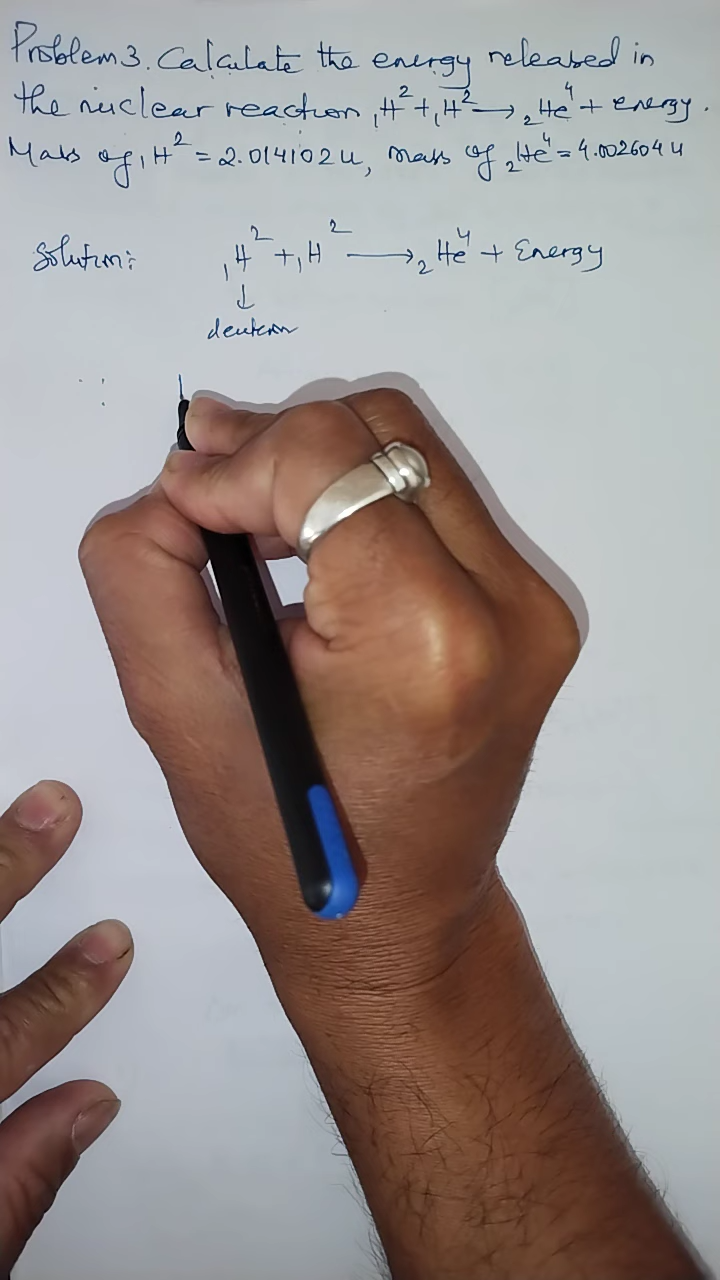 Problem 3. Calculate the energy released in
the nuclear reaction ₁H² + ₁H² → ₂He⁴ + energy.
Mass of ₁H² = 2.014102 u, mass of ₂He⁴ = 4.002604 u
Solution: ₁H² + ₁H² → ₂He⁴ + Energy
↓
deuteron
∴